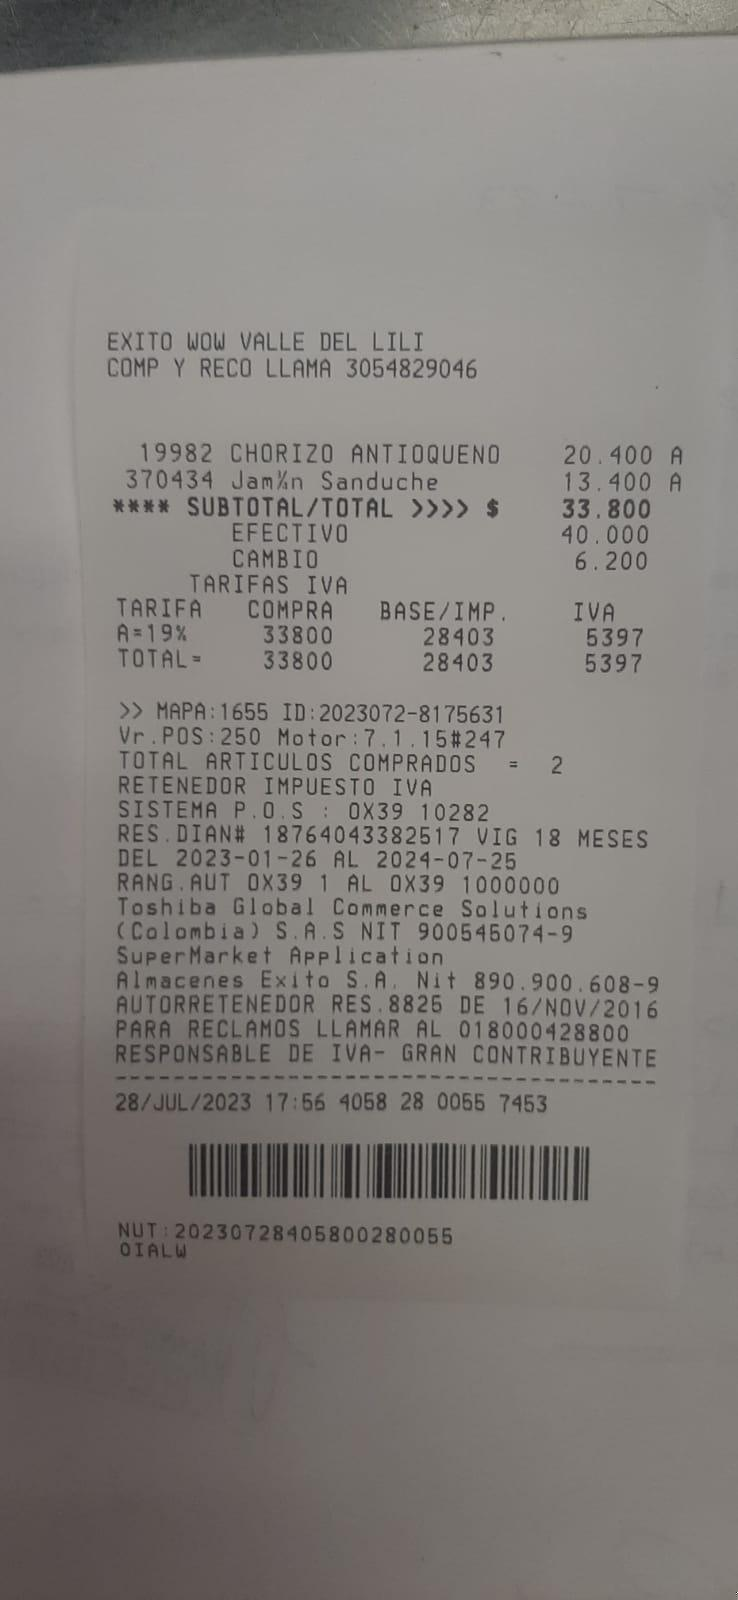 EXITO WOW VALLE DEL LILI
COMP Y RECO LLAMA 3054829046
19982 CHORIZO ANTIOQUENO 20.400 A
370434 Jam¾n Sanduche 13.400 A
**** SUBTOTAL/TOTAL >>>> $ 33.800
EFECTIVO 40.000
CAMBIO 6.200
TARIFAS IVA
TARIFA COMPRA BASE/IMP. IVA
A=19% 33800 28403 5397
TOTAL= 33800 28403 5397
>> MAPA:1655 ID:2023072-8175631
Vr.POS:250 Motor:7.1.15#247
TOTAL ARTICULOS COMPRADOS = 2
RETENEDOR IMPUESTO IVA
SISTEMA P.O.S : OX39 10282
RES.DIAN# 18764043382517 VIG 18 MESES
DEL 2023-01-26 AL 2024-07-25
RANG.AUT OX39 1 AL OX39 1000000
Toshiba Global Commerce Solutions
(Colombia) S.A.S NIT 900545074-9
SuperMarket Application
Almacenes Exito S.A. Nit 890.900.608-9
AUTORRETENEDOR RES.8825 DE 16/NOV/2016
PARA RECLAMOS LLAMAR AL 018000428800
RESPONSABLE DE IVA- GRAN CONTRIBUYENTE
--------------------------------------
28/JUL/2023 17:56 4058 28 0055 7453
NUT:202307284058002800​55
OIALW